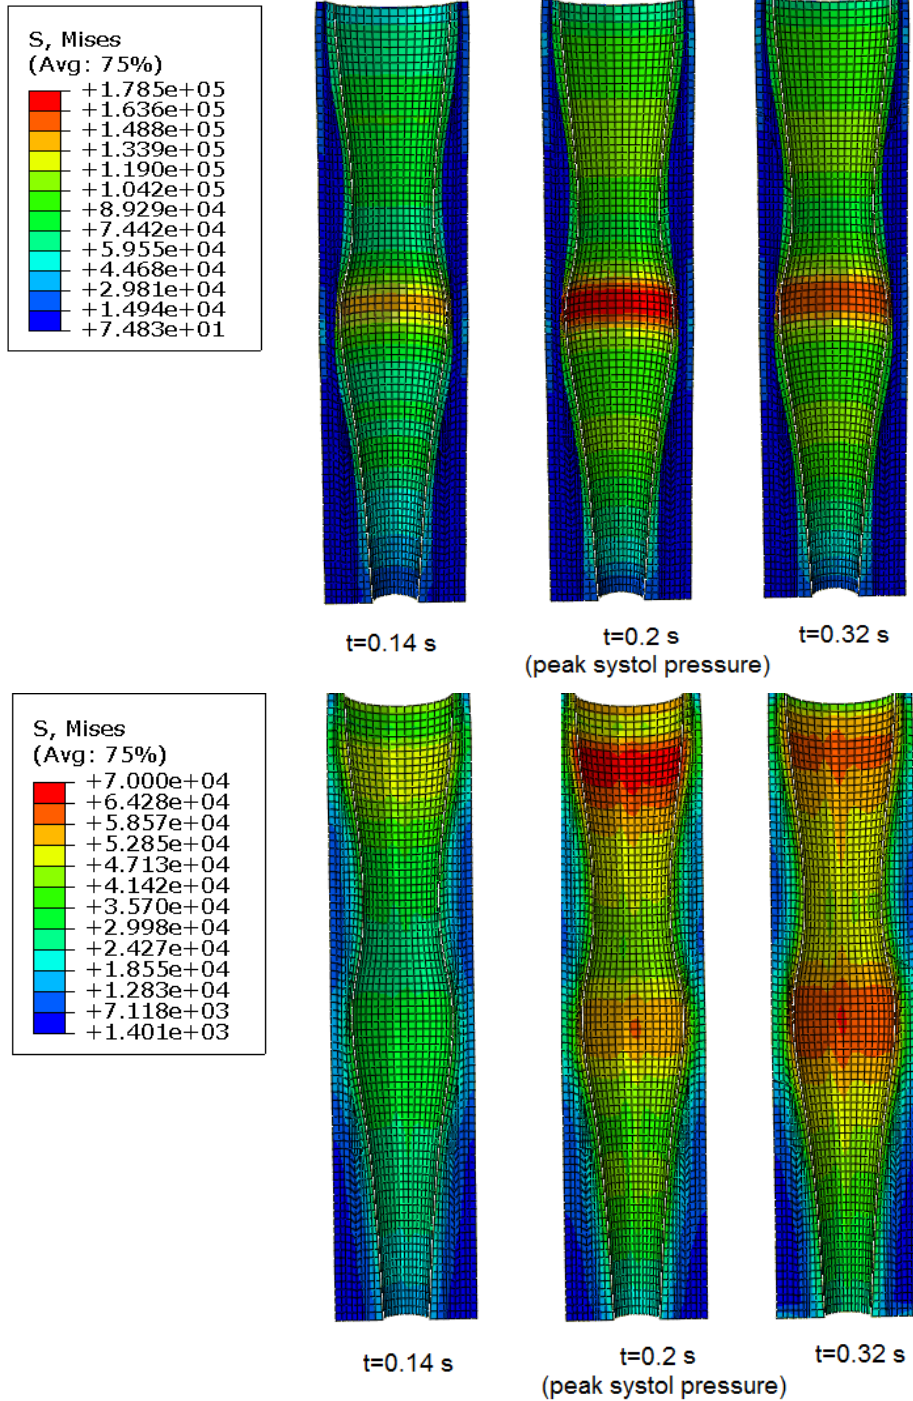 S, Mises
(Avg: 75%)
+1.785e+05
+1.636e+05
+1.488e+05
+1.339e+05
+1.190e+05
+1.042e+05
+8.929e+04
+7.442e+04
+5.955e+04
+4.468e+04
+2.981e+04
+1.494e+04
+7.483e+01
t=0.14 s
t=0.2 s
(peak systol pressure)
t=0.32 s
S, Mises
(Avg: 75%)
+7.000e+04
+6.428e+04
+5.857e+04
+5.285e+04
+4.713e+04
+4.142e+04
+3.570e+04
+2.998e+04
+2.427e+04
+1.855e+04
+1.283e+04
+7.118e+03
+1.401e+03
t=0.14 s
t=0.2 s
(peak systol pressure)
t=0.32 s